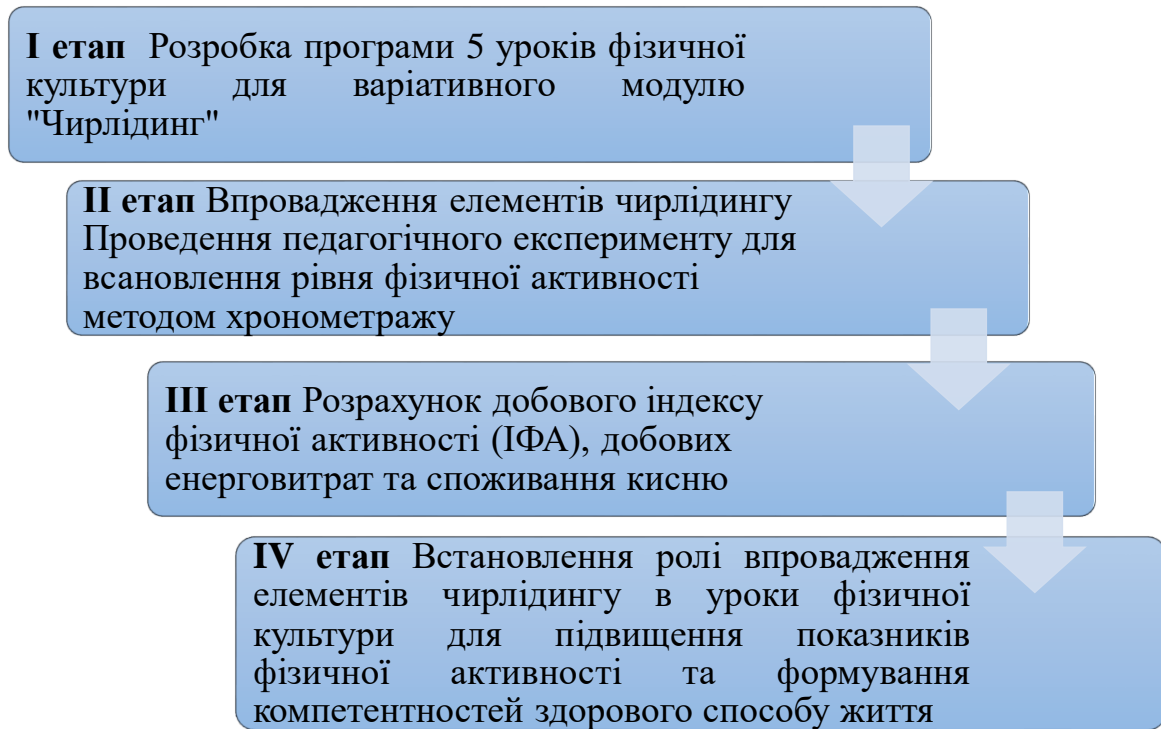 I етап Розробка програми 5 уроків фізичної
культури для варіативного модулю
"Чирлідинг"
II етап Впровадження елементів чирлідингу
Проведення педагогічного експерименту для
всановлення рівня фізичної активності
методом хронометражу
III етап Розрахунок добового індексу
фізичної активності (ІФА), добових
енерговитрат та споживання кисню
IV етап Встановлення ролі впровадження
елементів чирлідингу в уроки фізичної
культури для підвищення показників
фізичної активності та формування
компетентностей здорового способу життя